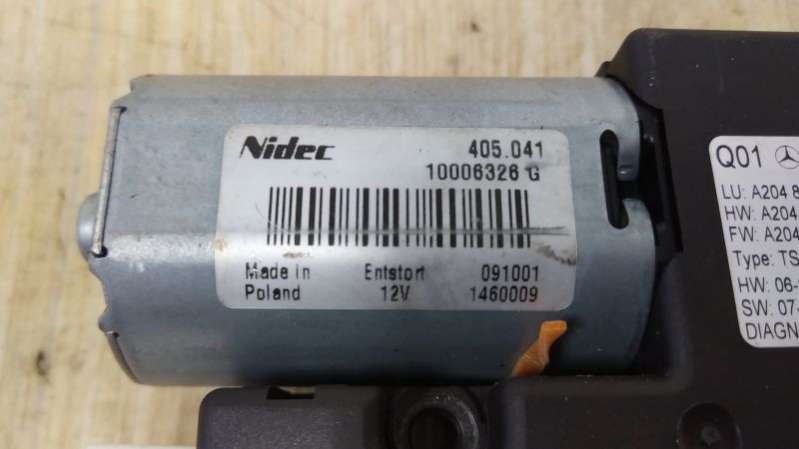 Nidec 405.041
10006326 G
Made in Entstort 091001
Poland 12V 1460009
Q01
LU: A204 8
HW: A204
FW: A204
Type: TS
HW: 06-
SW: 07-
DIAGN